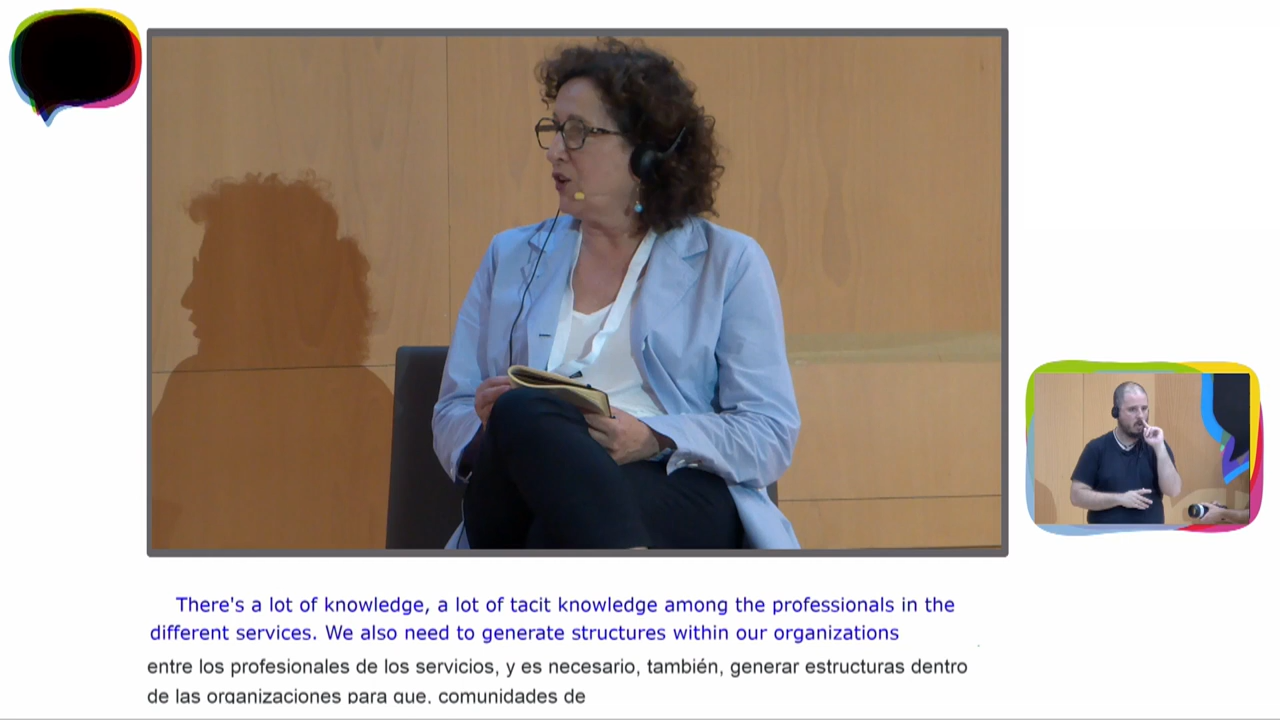 There's a lot of knowledge, a lot of tacit knowledge among the professionals in the
different services. We also need to generate structures within our organizations
entre los profesionales de los servicios, y es necesario, también, generar estructuras dentro
de las organizaciones para que, comunidades de